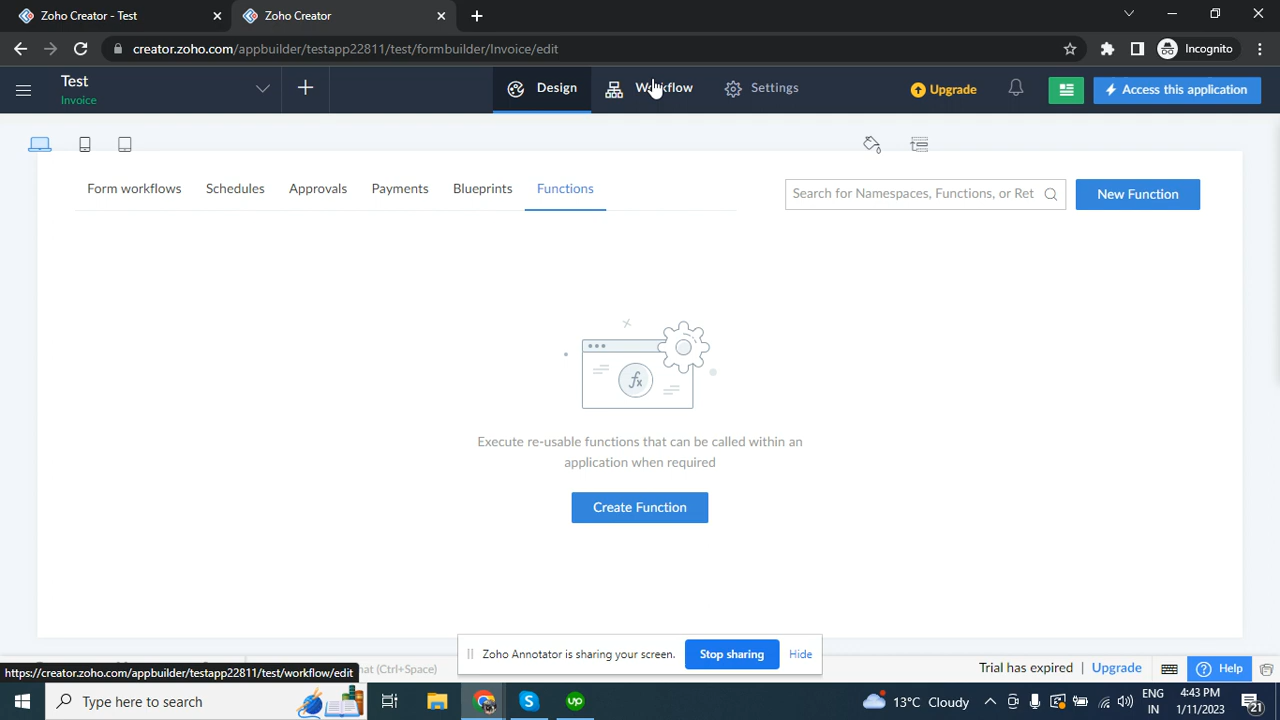 Zoho Creator - Test
Zoho Creator
creator.zoho.com/appbuilder/testapp22811/test/formbuilder/Invoice/edit
Incognito
Test
Invoice
Design
Workflow
Settings
Upgrade
Access this application
Form workflows
Schedules
Approvals
Payments
Blueprints
Functions
Search for Namespaces, Functions, or Ret
New Function
fx
Execute re-usable functions that can be called within an
application when required
Create Function
Zoho Annotator is sharing your screen.
Stop sharing
Hide
https://creator.zoho.com/appbuilder/testapp22811/test/workflow/edit
(Ctrl+Space)
Trial has expired
Upgrade
Help
Type here to search
up
13°C Cloudy
ENG
IN
4:43 PM
1/11/2023
21